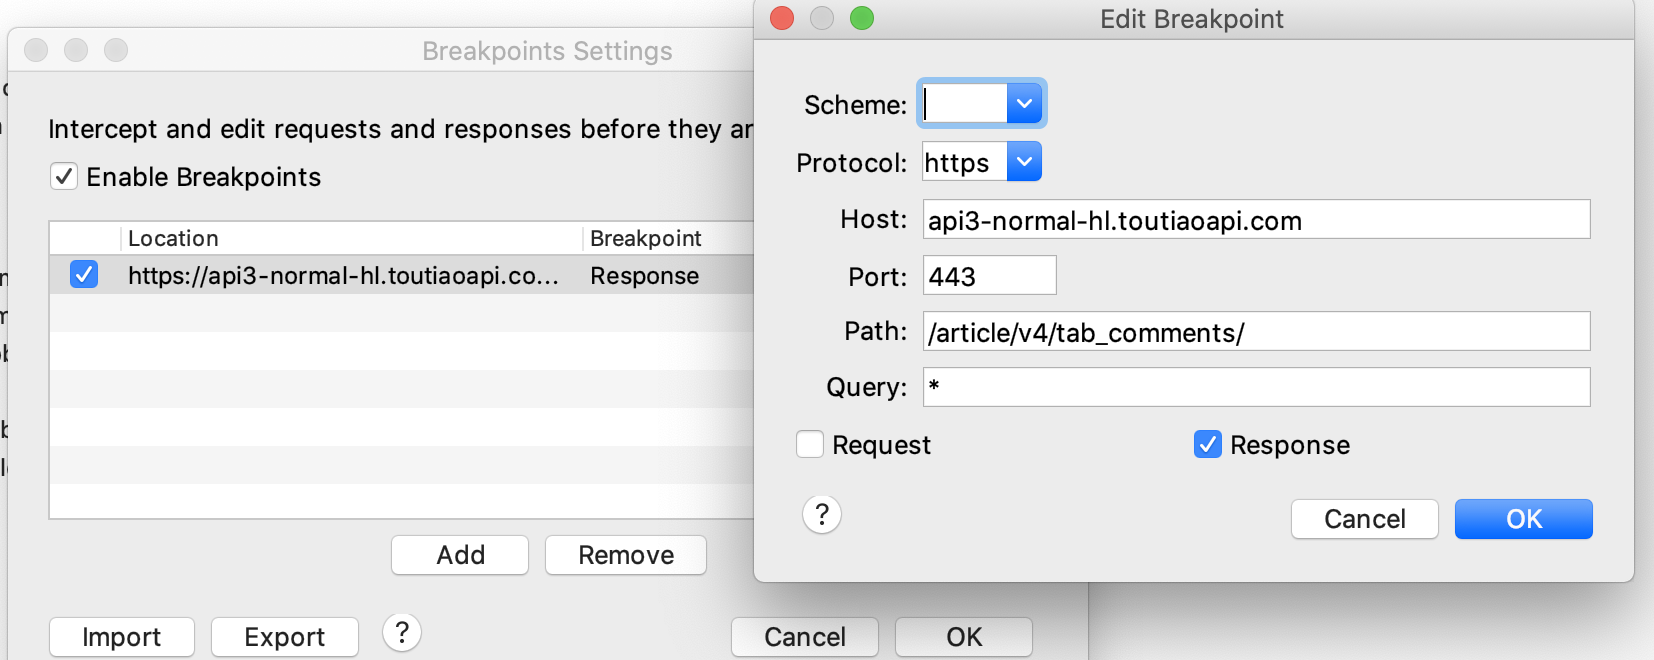 Breakpoints Settings
Intercept and edit requests and responses before they ar
Enable Breakpoints
Location Breakpoint
https://api3-normal-hl.toutiaoapi.co... Response
Add Remove
Import Export ? Cancel OK
Edit Breakpoint
Scheme:
Protocol: https
Host: api3-normal-hl.toutiaoapi.com
Port: 443
Path: /article/v4/tab_comments/
Query: *
Request Response
? Cancel OK